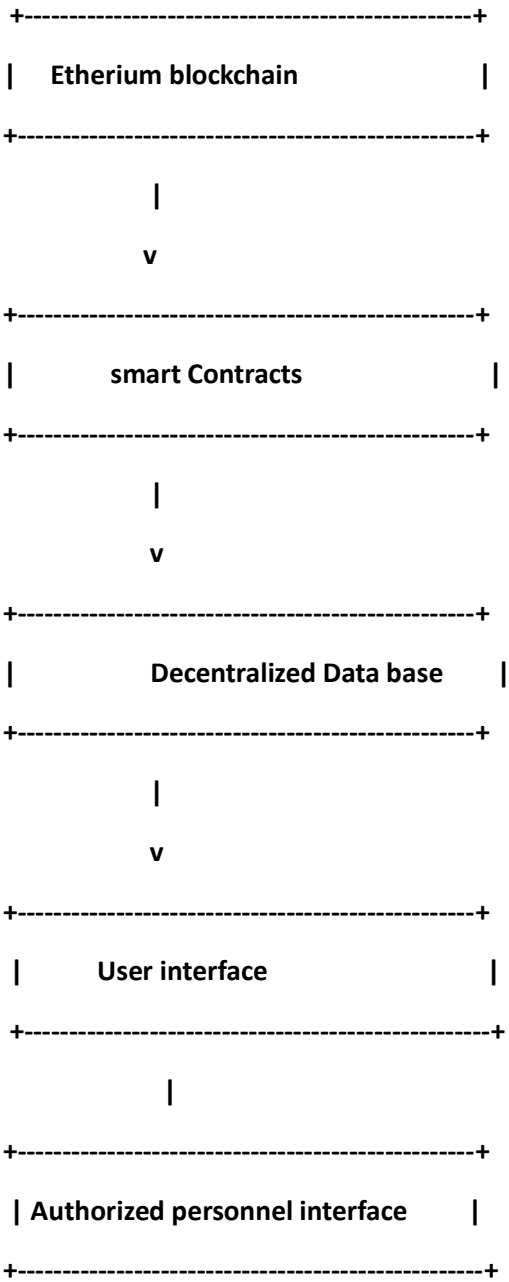 +--------------------------------------------------+
| Etherium blockchain |
+---------------------------------------------------+
|
v
+---------------------------------------------------+
| smart Contracts |
+---------------------------------------------------+
|
v
+---------------------------------------------------+
| Decentralized Data base |
+---------------------------------------------------+
|
v
+---------------------------------------------------+
| User interface |
+----------------------------------------------------+
|
+---------------------------------------------------+
| Authorized personnel interface |
+----------------------------------------------------+